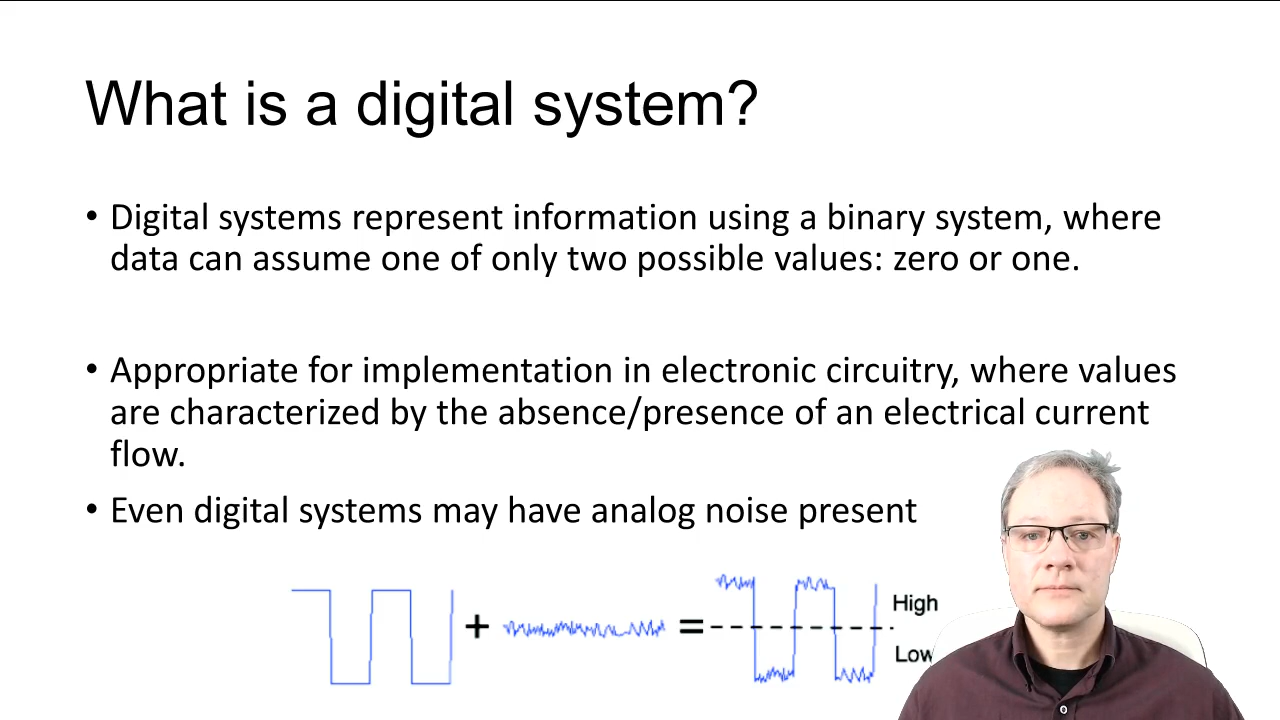 What is a digital system?
• Digital systems represent information using a binary system, where
data can assume one of only two possible values: zero or one.
• Appropriate for implementation in electronic circuitry, where values
are characterized by the absence/presence of an electrical current
flow.
• Even digital systems may have analog noise present
+ =
High
Low